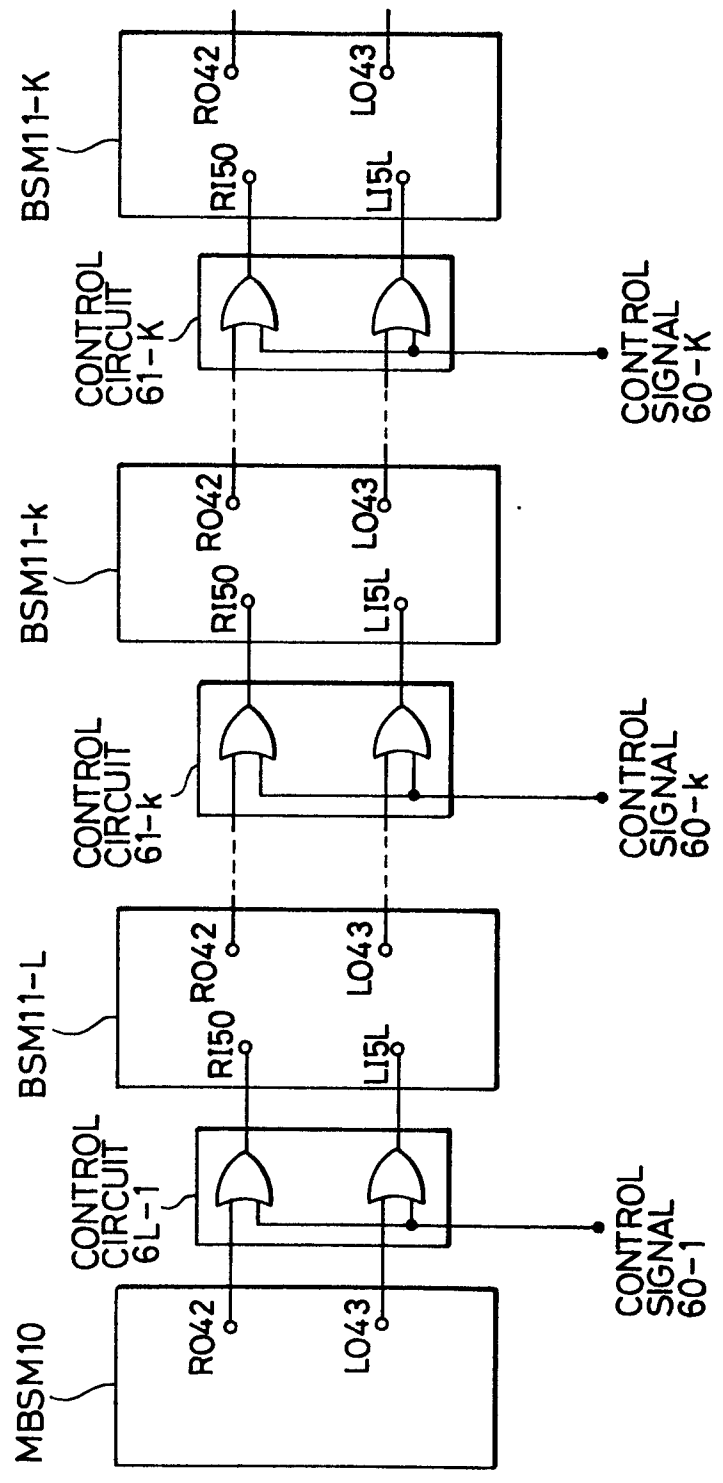 MBSM10
RO42
LO43
CONTROL
CIRCUIT
6L-1
CONTROL
SIGNAL
60-1
BSM11-L
RI50
LI5L
RO42
LO43
CONTROL
CIRCUIT
61-k
CONTROL
SIGNAL
60-k
BSM11-k
RI50
LI5L
RO42
LO43
CONTROL
CIRCUIT
61-K
CONTROL
SIGNAL
60-K
BSM11-K
RI50
LI5L
RO42
LO43